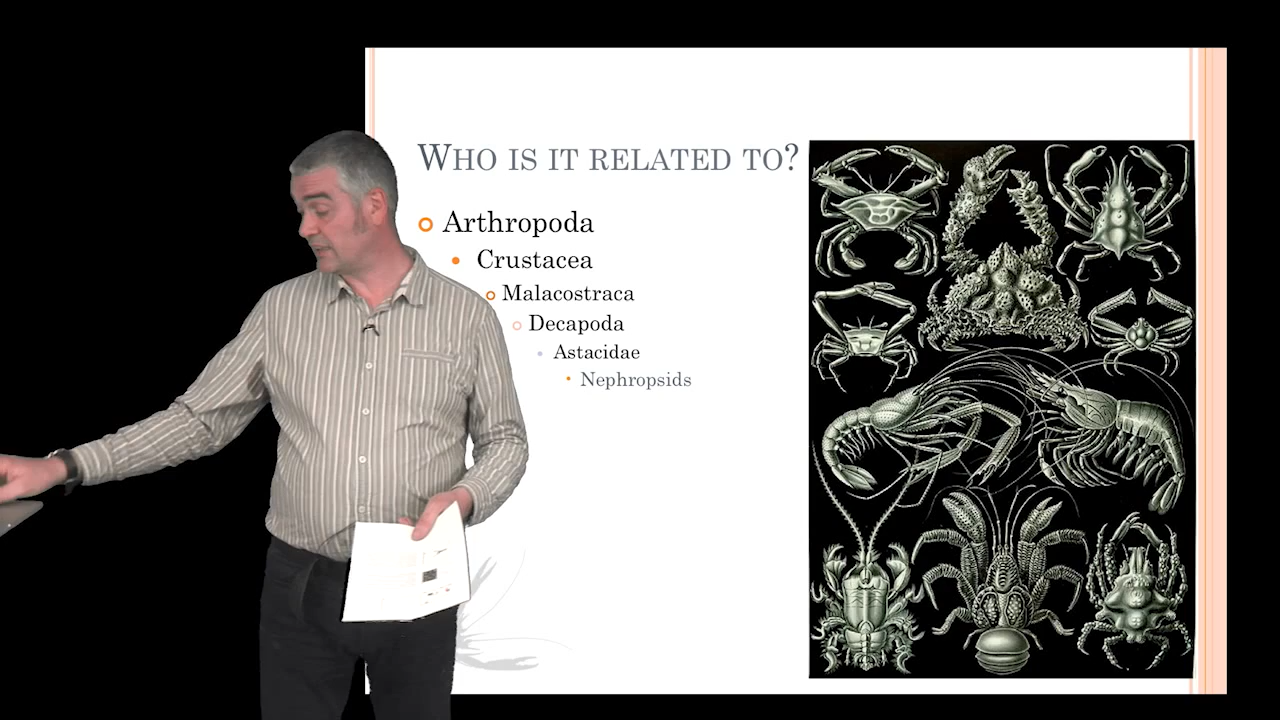 WHO IS IT RELATED TO?
Arthropoda
Crustacea
Malacostraca
Decapoda
Astacidae
Nephropsids